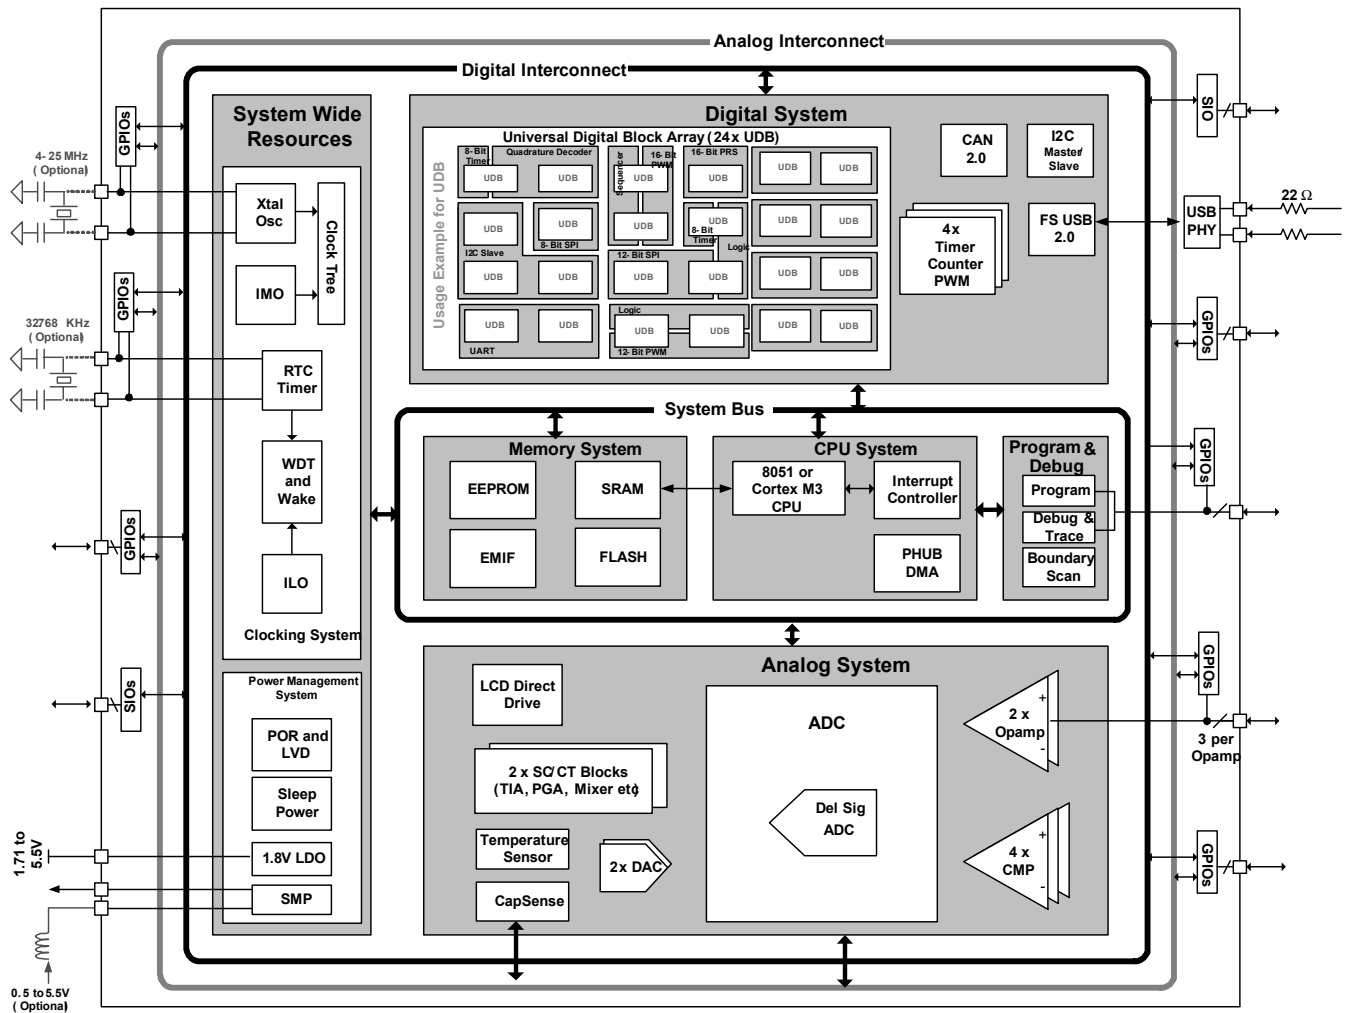 Analog Interconnect
Digital Interconnect
System Wide
Resources
4- 25 MHz
( Optional)
GPIOs
Xtal
Osc
Clock Tree
IMO
GPIOs
32768 KHz
( Optional)
RTC
Timer
WDT
and
Wake
ILO
Clocking System
GPIOs
SIOs
Power Management
System
POR and
LVD
Sleep
Power
1.8V LDO
SMP
1.71 to
5.5V
0. 5 to 5.5V
( Optional)
Digital System
Universal Digital Block Array (24x UDB)
Usage Example for UDB
8- Bit
Timer
Quadrature Decoder
Sequencer
16- Bit
PWM
16- Bit PRS
UDB
UDB
UDB
UDB
UDB
UDB
I2C Slave
UDB
UDB
8- Bit SPI
UDB
UDB
8- Bit
Timer
Logic
UDB
UDB
12- Bit SPI
UDB
UDB
UDB
UDB
UDB
UDB
UDB
UDB
UART
Logic
UDB
UDB
12- Bit PWM
UDB
UDB
CAN
2.0
I2C
Master/
Slave
4x
Timer
Counter
PWM
FS USB
2.0
System Bus
Memory System
EEPROM
SRAM
EMIF
FLASH
CPU System
8051 or
Cortex M3
CPU
Interrupt
Controller
PHUB
DMA
Program &
Debug
Program
Debug &
Trace
Boundary
Scan
Analog System
LCD Direct
Drive
2 x SC/CT Blocks
(TIA, PGA, Mixer etc)
Temperature
Sensor
CapSense
2x DAC
ADC
Del Sig
ADC
+
2 x
Opamp
-
+
4 x
CMP
-
SIO
USB
PHY
22 Ω
GPIOs
GPIOs
GPIOs
3 per
Opamp
GPIOs